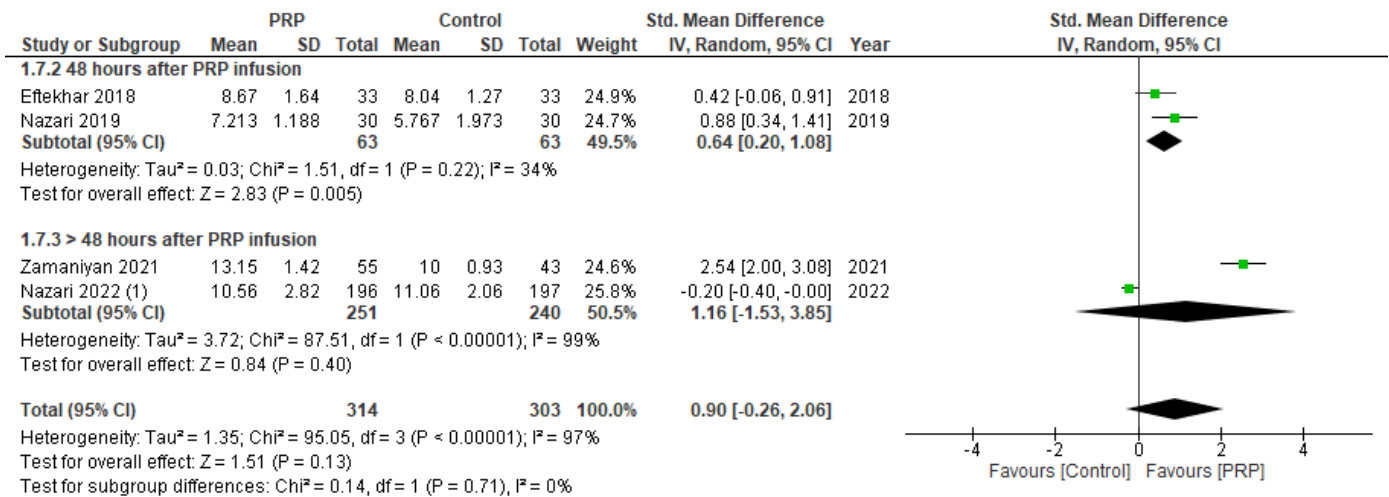 PRP Control Std. Mean Difference Std. Mean Difference
Study or Subgroup Mean SD Total Mean SD Total Weight IV, Random, 95% CI Year IV, Random, 95% CI
1.7.2 48 hours after PRP infusion
Eftekhar 2018 8.67 1.64 33 8.04 1.27 33 24.9% 0.42 [-0.06, 0.91] 2018
Nazari 2019 7.213 1.188 30 5.767 1.973 30 24.7% 0.88 [0.34, 1.41] 2019
Subtotal (95% CI) 63 63 49.5% 0.64 [0.20, 1.08]
Heterogeneity: Tau² = 0.03; Chi² = 1.51, df = 1 (P = 0.22); I² = 34%
Test for overall effect: Z = 2.83 (P = 0.005)
1.7.3 > 48 hours after PRP infusion
Zamaniyan 2021 13.15 1.42 55 10 0.93 43 24.6% 2.54 [2.00, 3.08] 2021
Nazari 2022 (1) 10.56 2.82 196 11.06 2.06 197 25.8% -0.20 [-0.40, -0.00] 2022
Subtotal (95% CI) 251 240 50.5% 1.16 [-1.53, 3.85]
Heterogeneity: Tau² = 3.72; Chi² = 87.51, df = 1 (P < 0.00001); I² = 99%
Test for overall effect: Z = 0.84 (P = 0.40)
Total (95% CI) 314 303 100.0% 0.90 [-0.26, 2.06]
Heterogeneity: Tau² = 1.35; Chi² = 95.05, df = 3 (P < 0.00001); I² = 97%
Test for overall effect: Z = 1.51 (P = 0.13)
Test for subgroup differences: Chi² = 0.14, df = 1 (P = 0.71), I² = 0%
-4 -2 0 2 4
Favours [Control] Favours [PRP]